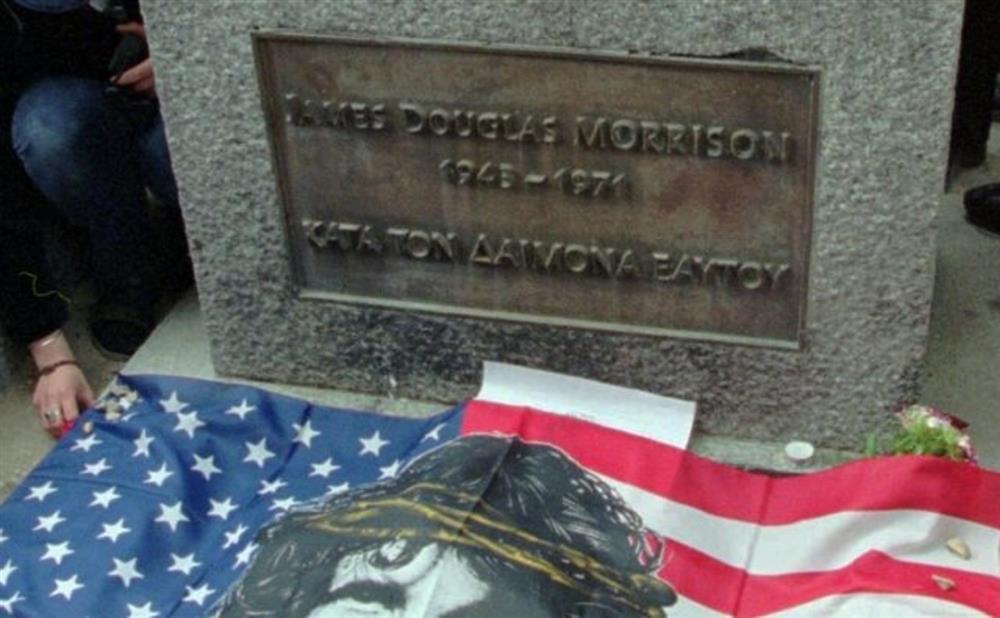 JAMES DOUGLAS MORRISON
1943 – 1971
ΚΑΤΑ ΤΟΝ ΔΑΙΜΟΝΑ ΕΑΥΤΟΥ